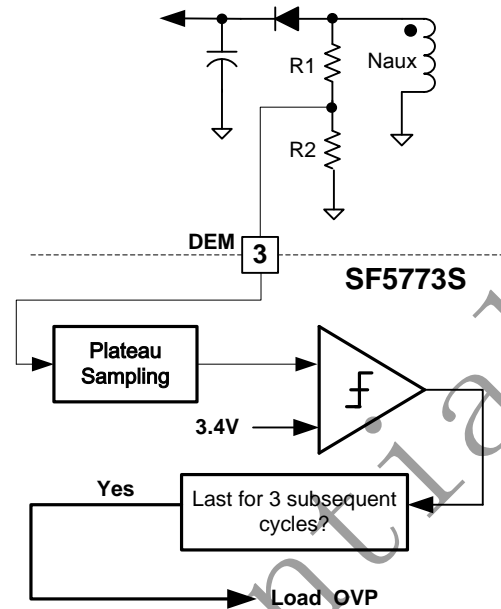 R1
Naux
R2
DEM
3
SF5773S
Plateau
Sampling
3.4V
Yes
Last for 3 subsequent
cycles?
Load OVP